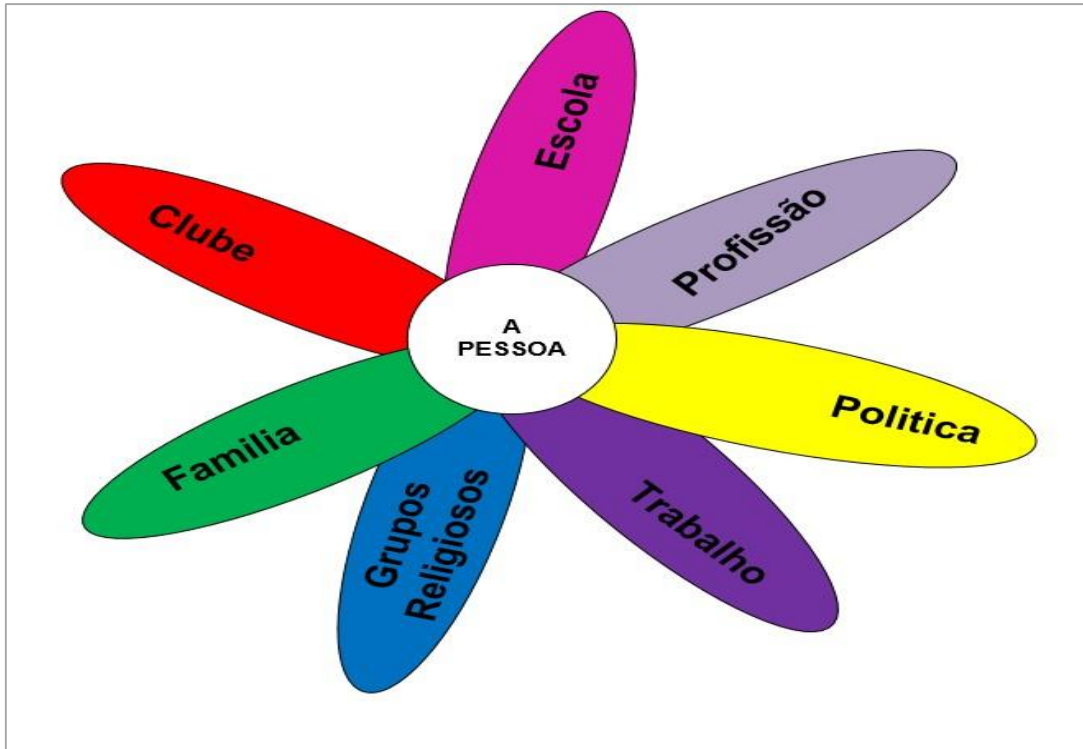 Escola
Profissão
Clube
A
PESSOA
Politica
Familia
Grupos
Religiosos
Trabalho